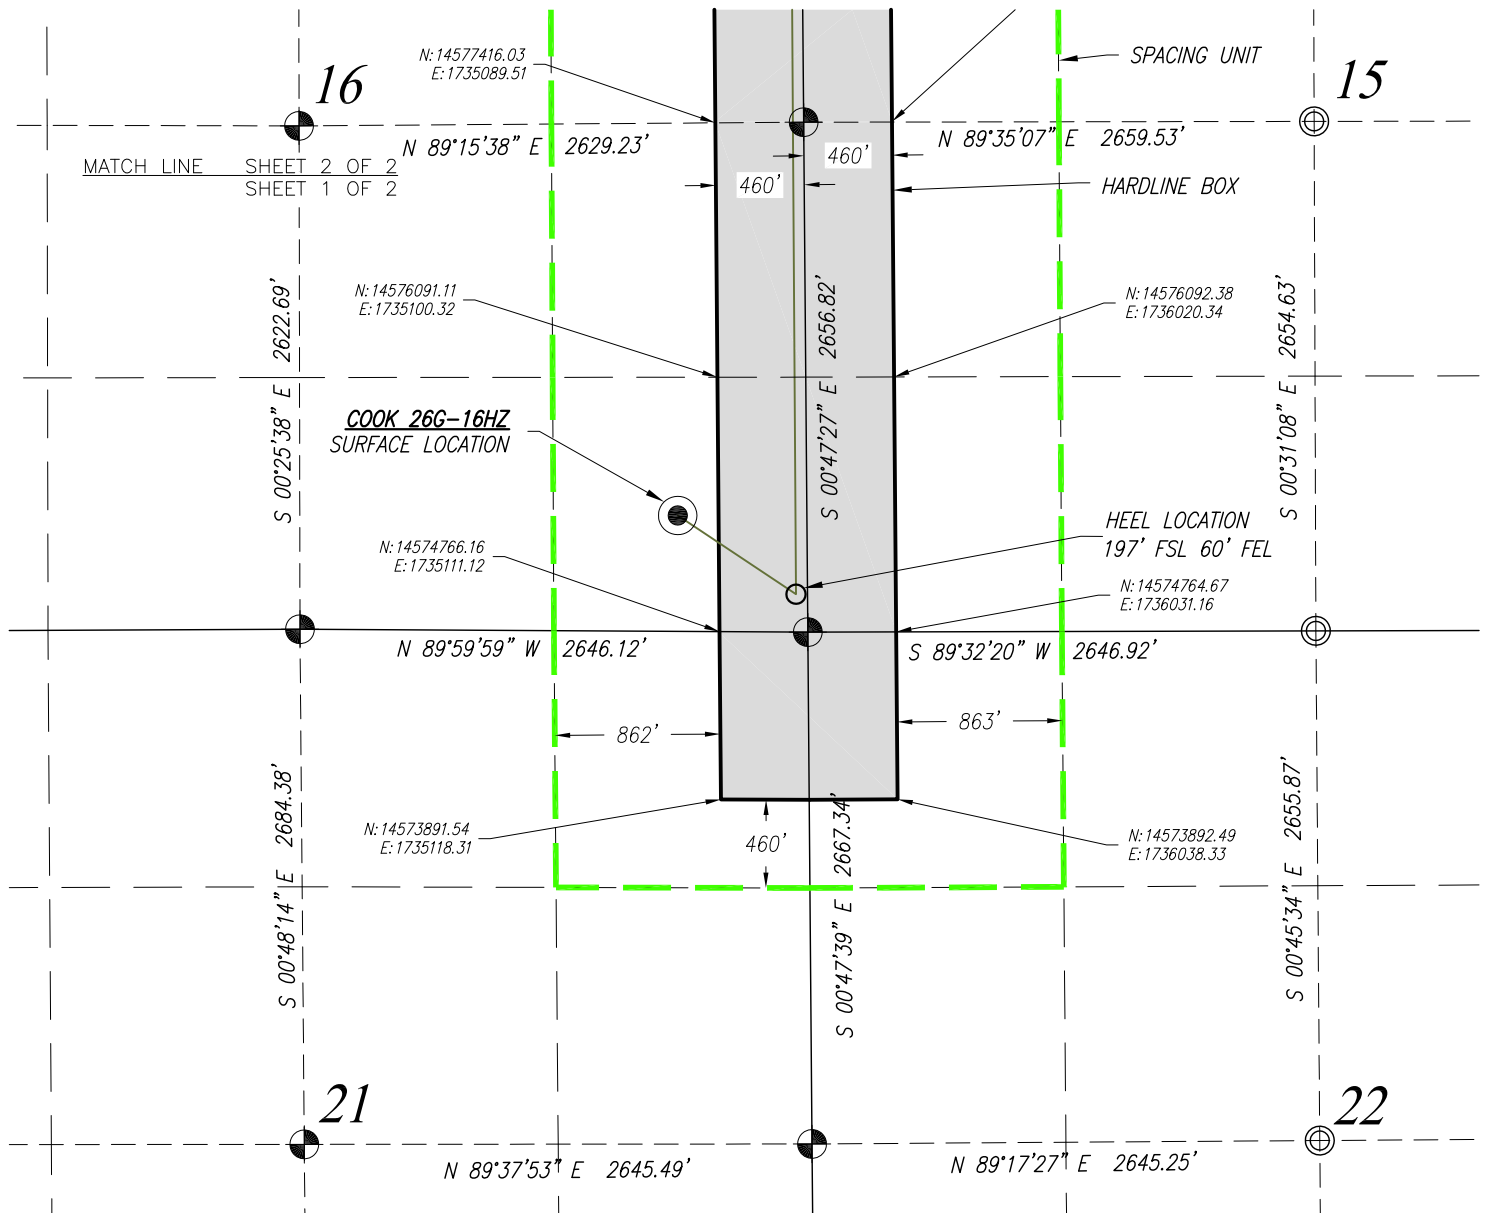 N:14577416.03
E:1735089.51
SPACING UNIT
16
15
N 89°15'38" E 2629.23'
N 89°35'07" E 2659.53'
460'
MATCH LINE SHEET 2 OF 2
SHEET 1 OF 2
460'
HARDLINE BOX
N:14576091.11
E:1735100.32
N:14576092.38
E:1736020.34
S 00°25'38" E 2622.69'
S 00°47'27" E 2656.82'
S 00°31'08" E 2654.63'
COOK 26G-16HZ
SURFACE LOCATION
HEEL LOCATION
197' FSL 60' FEL
N:14574766.16
E:1735111.12
N:14574764.67
E:1736031.16
N 89°59'59" W 2646.12'
S 89°32'20" W 2646.92'
862'
863'
N:14573891.54
E:1735118.31
460'
N:14573892.49
E:1736038.33
S 00°48'14" E 2684.38'
S 00°47'39" E 2667.34'
S 00°45'34" E 2655.87'
21
22
N 89°37'53" E 2645.49'
N 89°17'27" E 2645.25'